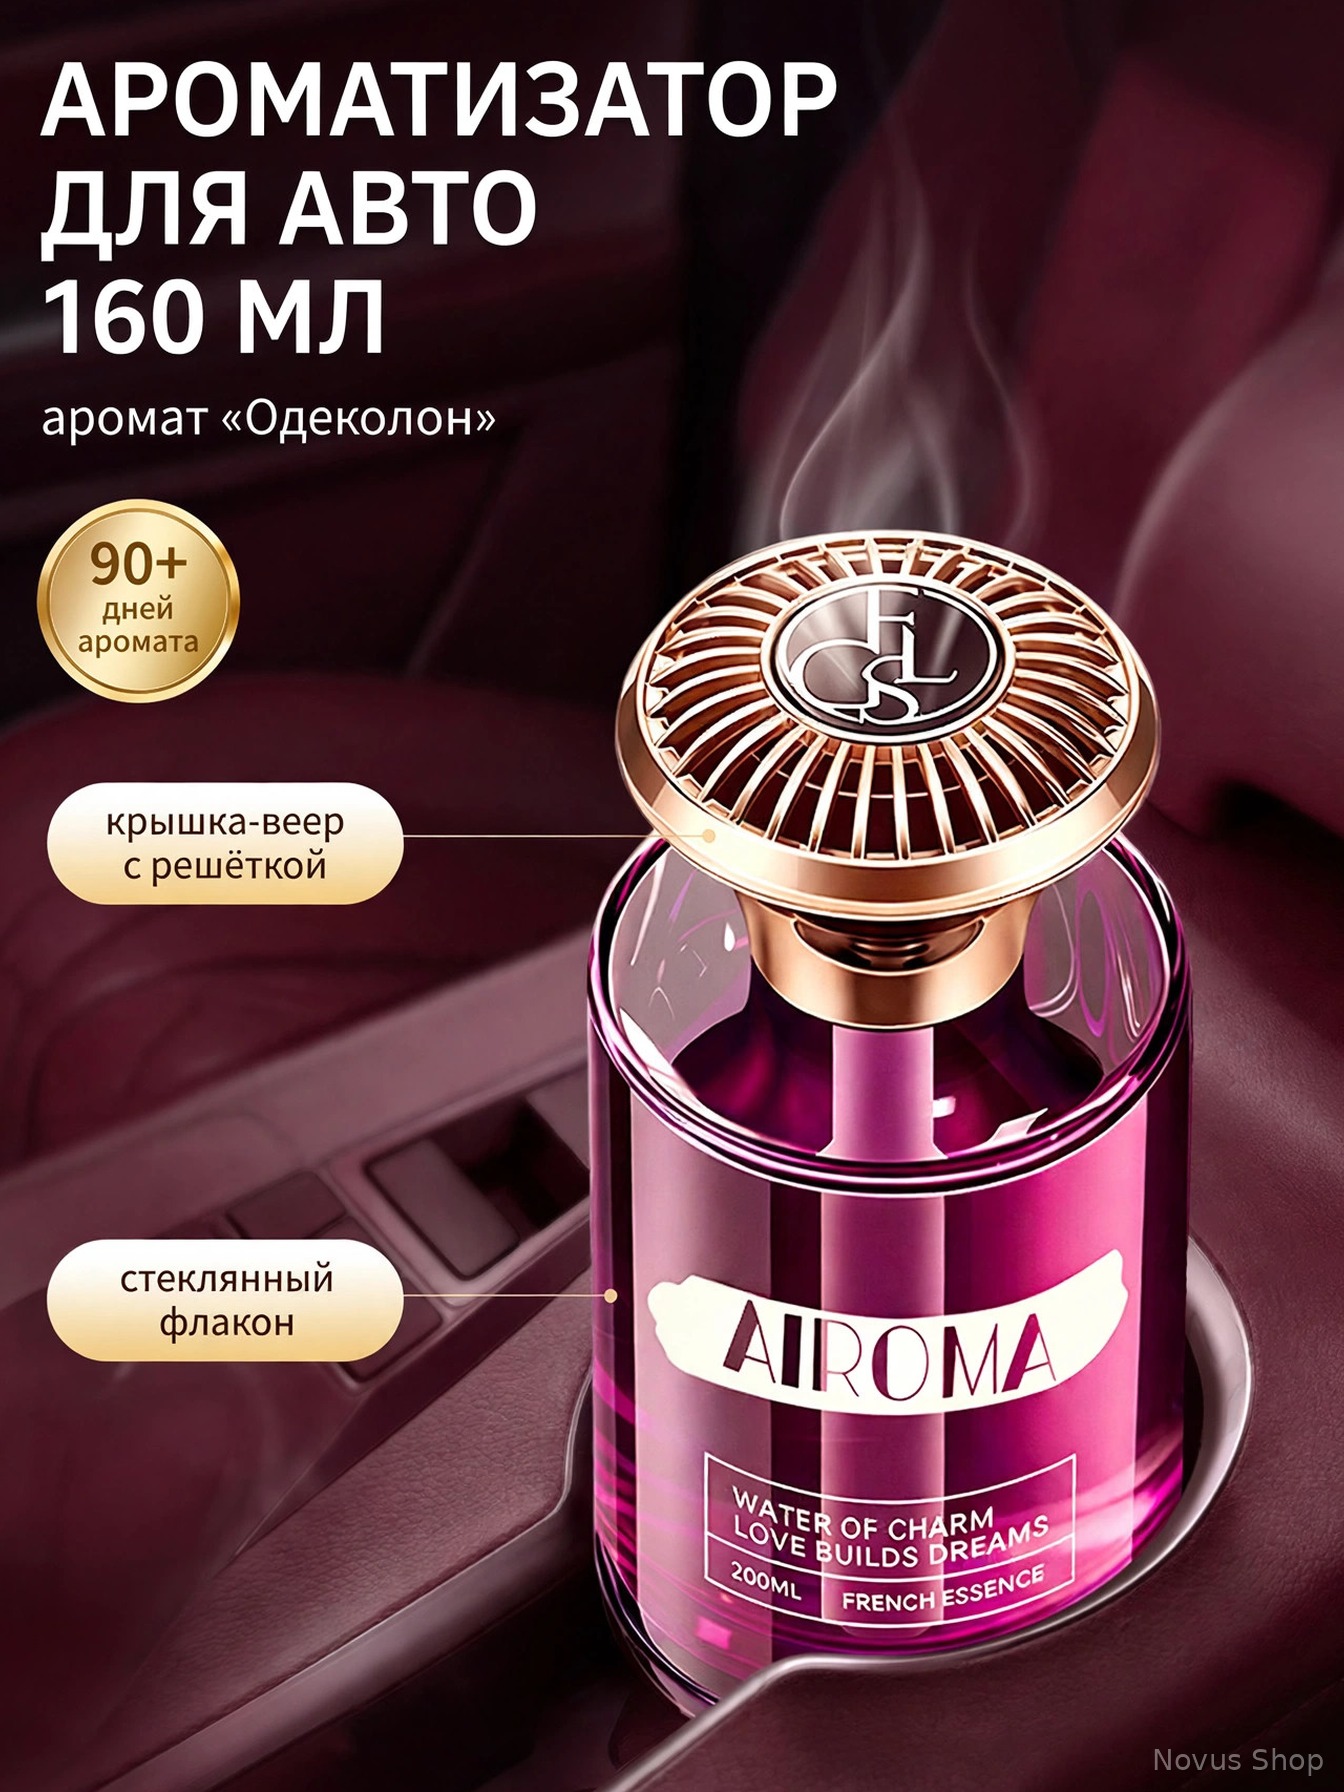 АРОМАТИЗАТОР
ДЛЯ АВТО
160 МЛ
аромат «Одеколон»
90+
дней
аромата
крышка-веер
с решёткой
стеклянный
флакон
AIROMA
WATER OF CHARM
LOVE BUILDS DREAMS
200ML FRENCH ESSENCE
Novus Shop